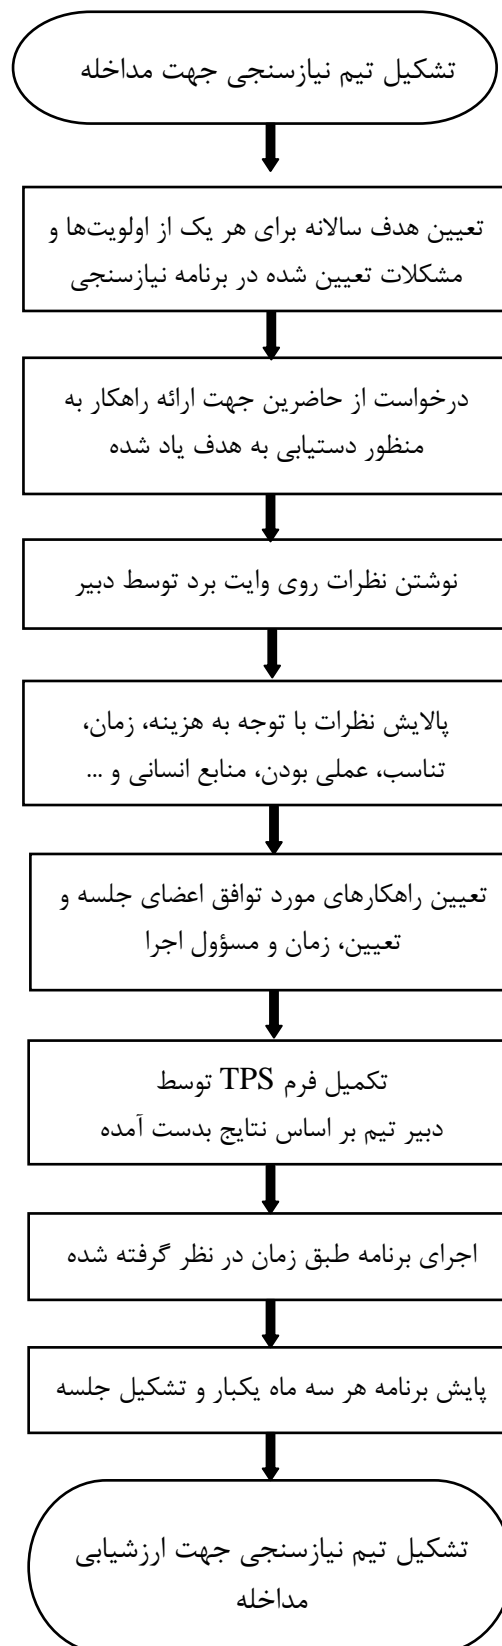 تشکیل تیم نیازسنجی جهت مداخله
تعیین هدف سالانه برای هر یک از اولویت‌ها و
مشکلات تعیین شده در برنامه نیازسنجی
درخواست از حاضرین جهت ارائه راهکار به
منظور دستیابی به هدف یاد شده
نوشتن نظرات روی وایت برد توسط دبیر
پالایش نظرات با توجه به هزینه، زمان،
تناسب، عملی بودن، منابع انسانی و ...
تعیین راهکارهای مورد توافق اعضای جلسه و
تعیین، زمان و مسؤول اجرا
تکمیل فرم TPS توسط
دبیر تیم بر اساس نتایج بدست آمده
اجرای برنامه طبق زمان در نظر گرفته شده
پایش برنامه هر سه ماه یکبار و تشکیل جلسه
تشکیل تیم نیازسنجی جهت ارزشیابی
مداخله